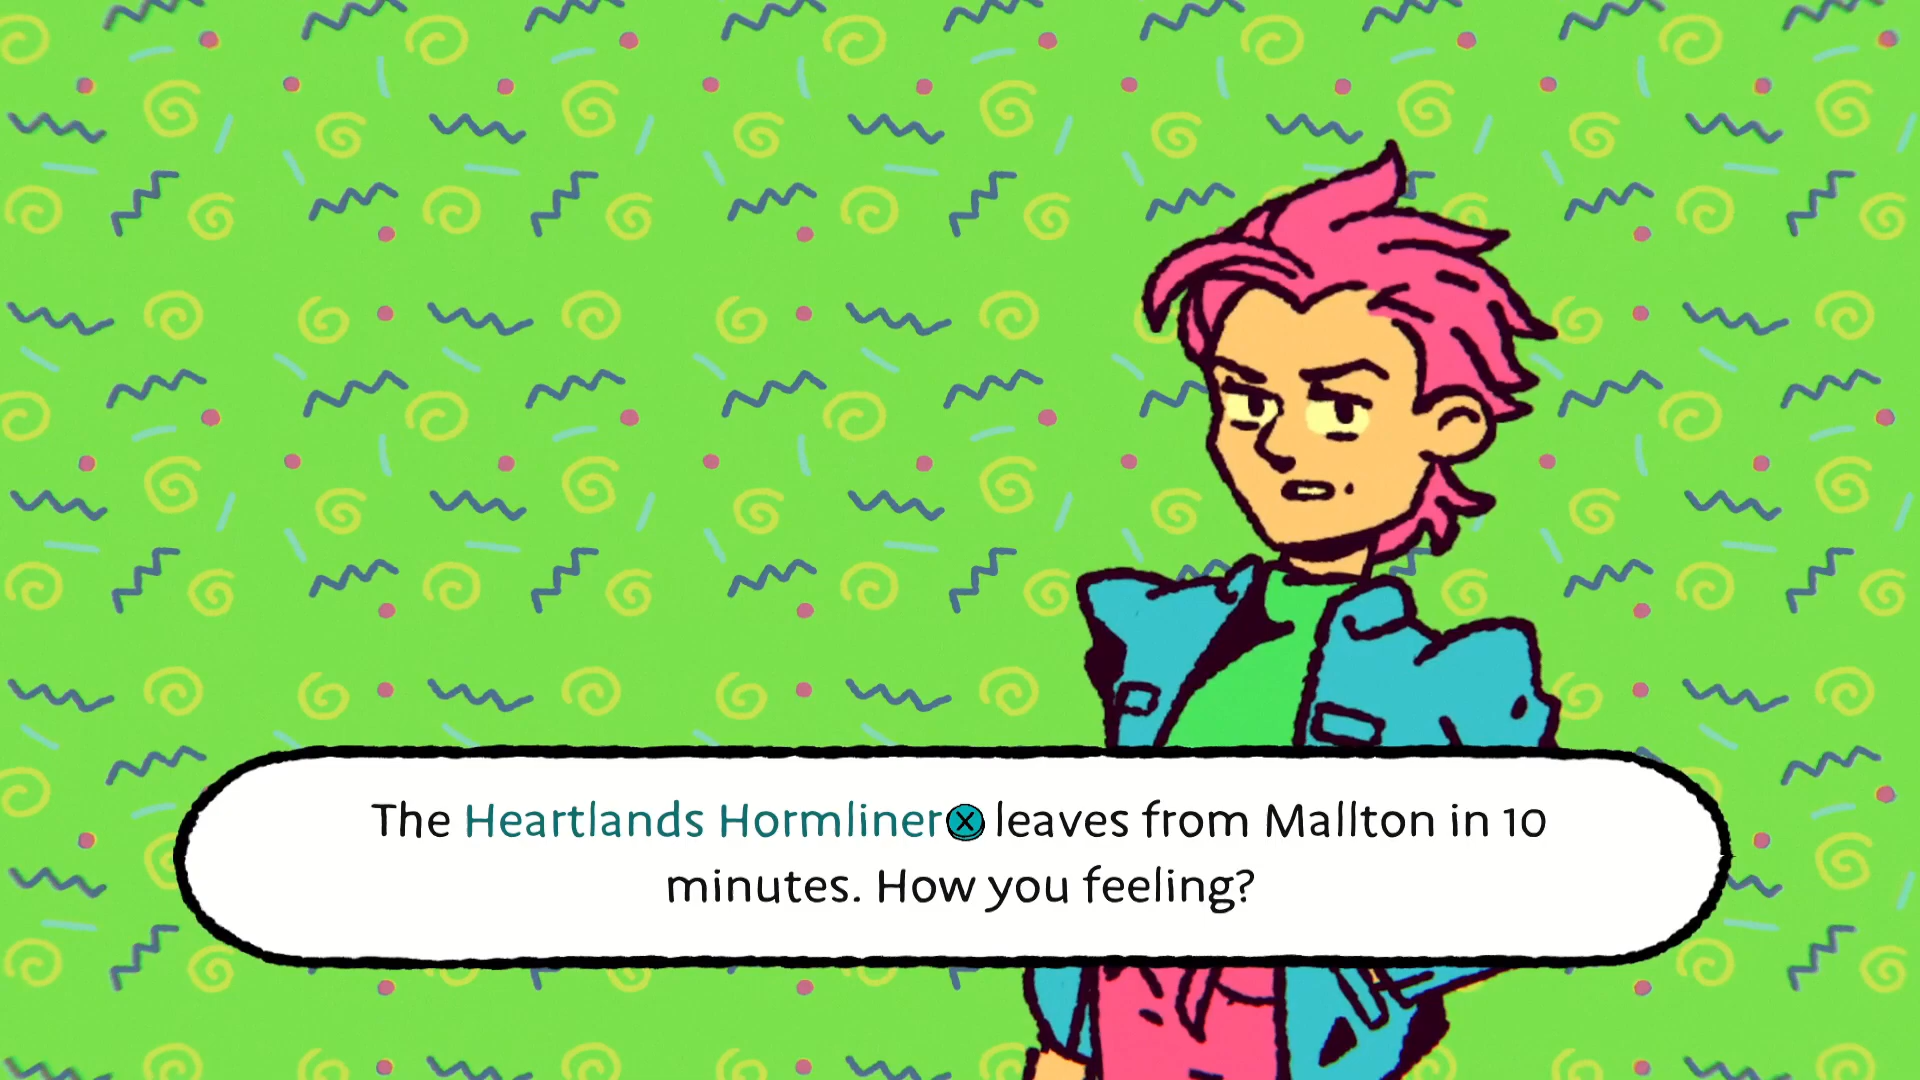 The Heartlands Hormliner Ⓧ leaves from Mallton in 10
minutes. How you feeling?